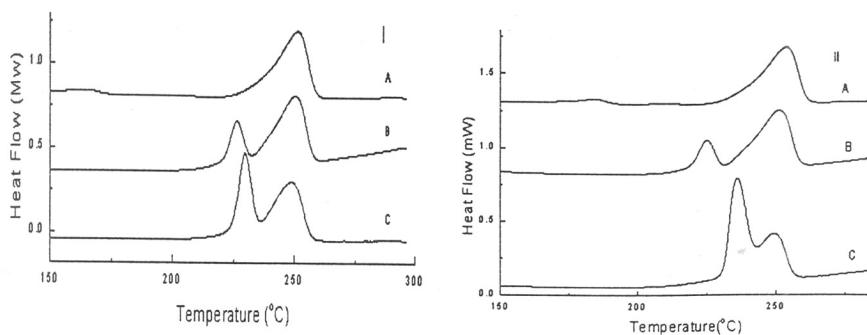 I
1.0
A
0.5
B
0.0
C
150
200
250
300
Heat Flow (Mw)
Temperature (°C)
II
1.5
A
1.0
B
0.5
C
0.0
150
200
250
Heat Flow (mW)
Temperature(°C)